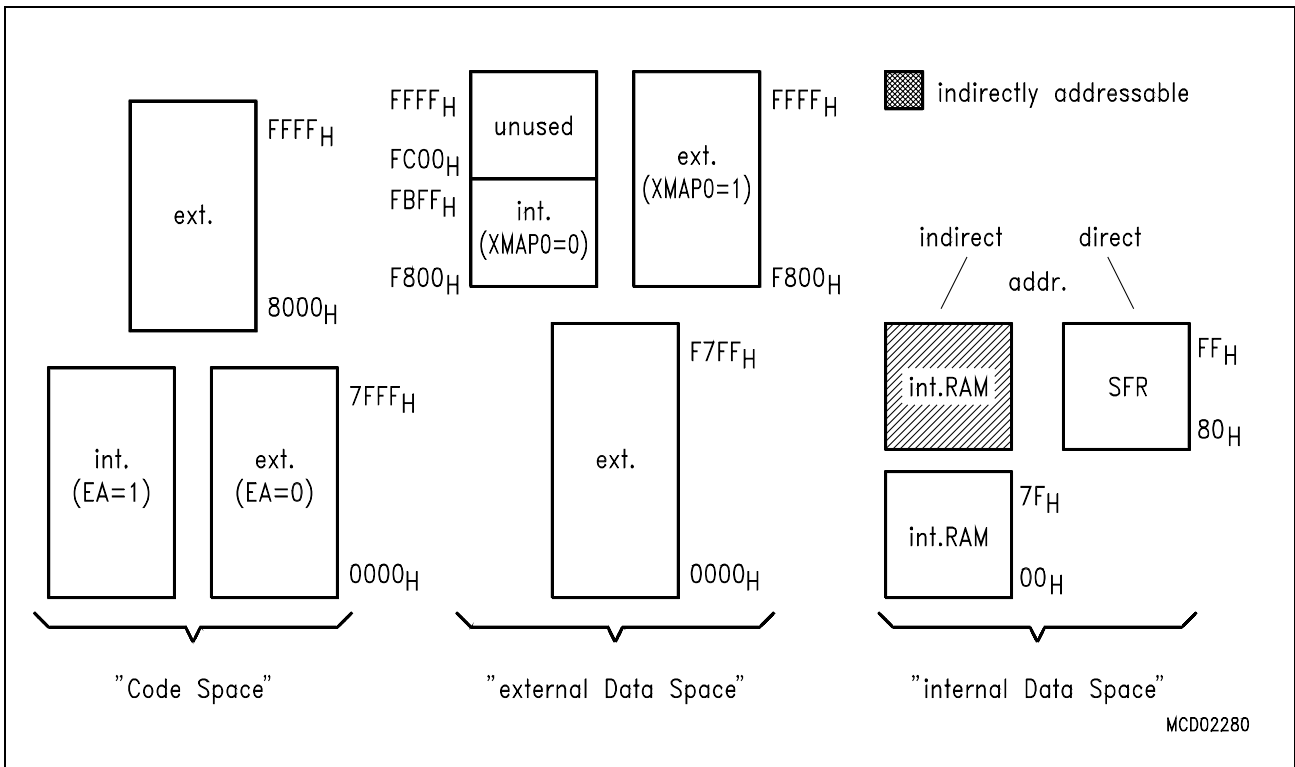 FFFFH
ext.
8000H
int.
(EA=1)
ext.
(EA=0)
7FFFH
0000H
"Code Space"
FFFFH
FC00H
FBFFH
F800H
unused
int.
(XMAP0=0)
ext.
(XMAP0=1)
FFFFH
F800H
F7FFH
ext.
0000H
"external Data Space"
indirectly addressable
indirect
direct
addr.
int.RAM
SFR
FFH
80H
int.RAM
7FH
00H
"internal Data Space"
MCD02280